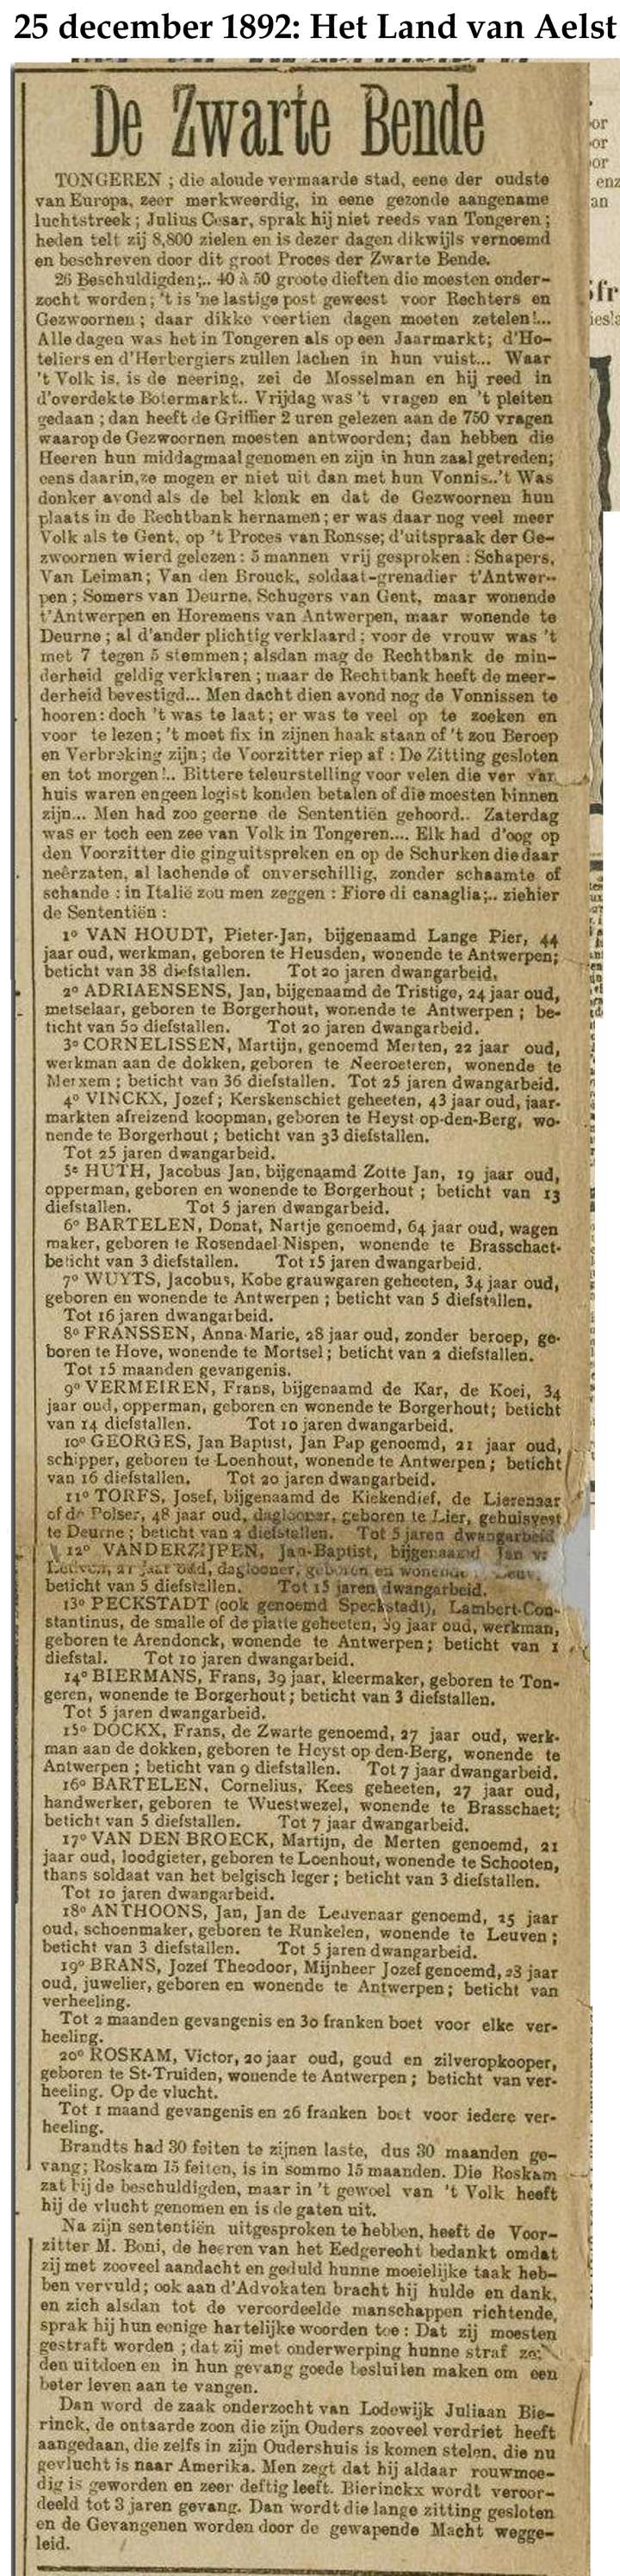 25 december 1892: Het Land van Aelst
De Zwarte Bende
TONGEREN ; die aloude vermaarde stad, eene der oudste
van Europa, zeer merkweerdig, in eene gezonde aangename
luchtstreek ; Julius Cesar, sprak hij niet reeds van Tongeren ;
heden telt zij 8,800 zielen en is dezer dagen dikwijls vernoemd
en beschreven door dit groot Proces der Zwarte Bende.
26 Beschuldigden;.. 40 à 50 groote dieften die moesten onder-
zocht worden; 't is 'ne lastige post geweest voor Rechters en
Gezwoornen ; daar dikke veertien dagen moeten zetelen!...
Alle dagen was het in Tongeren als op een Jaarmarkt; d'Ho-
teliers en d'Herbergiers zullen lachen in hun vuist... Waar
't Volk is, is de neering, zei de Mosselman en hij reed in
d'overdekte Botermarkt.. Vrijdag was 't vragen en 't pleiten
gedaan ; dan heeft de Griffier 2 uren gelezen aan de 750 vragen
waarop de Gezwoornen moesten antwoorden; dan hebben die
Heeren hun middagmaal genomen en zijn in hun zaal getreden;
eens daarin, ze mogen er niet uit dan met hun Vonnis..'t Was
donker avond als de bel klonk en dat de Gezwoornen hun
plaats in de Rechtbank hernamen ; er was daar nog veel meer
Volk als te Gent, op 't Proces van Ronsse; d'uitspraak der Ge-
zwoornen wierd gelezen : 5 mannen vrij gesproken : Schapers,
Van Leiman; Van den Brouck, soldaat-grenadier t'Antwer-
pen ; Somers van Deurne, Schugers van Gent, maar wonende
t'Antwerpen en Horemens van Antwerpen, maar wonende te
Deurne ; al d'ander plichtig verklaard ; voor de vrouw was 't
met 7 tegen 5 stemmen ; alsdan mag de Rechtbank de min-
derheid geldig verklaren ; maar de Rechtbank heeft de meer-
derheid bevestigd... Men dacht dien avond nog de Vonnissen te
hooren: doch 't was te laat ; er was te veel op te zoeken en
voor te lezen ; 't moet fix in zijnen haak staan of 't zou Beroep
en Verbreking zijn ; de Voorzitter riep af : De Zitting gesloten
en tot morgen!.. Bittere teleurstelling voor velen die ver van
huis waren en geen logist konden betalen of die moesten binnen
zijn... Men had zoo geerne de Sententiën gehoord.. Zaterdag
was er toch een zee van Volk in Tongeren.... Elk had d'oog op
den Voorzitter die ging uitspreken en op de Schurken die daar
neêrzaten, al lachende of onverschillig, zonder schaamte of
schande : in Italië zou men zeggen : Fiore di canaglia;.. ziehier
de Sententiën :
1º VAN HOUDT, Pieter-Jan, bijgenaamd Lange Pier, 44
jaar oud, werkman, geboren te Heusden, wonende te Antwerpen;
beticht van 38 diefstallen. Tot 20 jaren dwangarbeid,
2º ADRIAENSENS, Jan, bijgenaamd de Tristige, 24 jaar oud,
metselaar, geboren te Borgerhout, wonende te Antwerpen ; be-
ticht van 50 diefstallen. Tot 20 jaren dwangarbeid.
3º CORNELISSEN, Martijn, genoemd Merten, 22 jaar oud,
werkman aan de dokken, geboren te Neeroeteren, wonende te
Merxem ; beticht van 36 diefstallen. Tot 25 jaren dwangarbeid.
4º VINCKX, Jozef ; Kerskenschiet geheeten, 43 jaar oud, jaar-
markten afreizend koopman, geboren te Heyst-op-den-Berg, wo-
nende te Borgerhout ; beticht van 33 diefstallen.
Tot 25 jaren dwangarbeid.
5º HUTH, Jacobus Jan, bijgenaamd Zotte Jan, 19 jaar oud,
opperman, geboren en wonende te Borgerhout ; beticht van 13
diefstallen. Tot 5 jaren dwangarbeid.
6º BARTELEN, Donat, Nartje genoemd, 64 jaar oud, wagen
maker, geboren te Rosendael-Nispen, wonende te Brasschaet-
beticht van 3 diefstallen. Tot 15 jaren dwangarbeid.
7º WUYTS, Jacobus, Kobe grauwgaren geheeten, 34 jaar oud,
geboren en wonende te Antwerpen ; beticht van 5 diefstallen.
Tot 16 jaren dwangarbeid.
8º FRANSSEN, Anna-Marie, 28 jaar oud, zonder beroep, ge-
boren te Hove, wonende te Mortsel ; beticht van 2 diefstallen.
Tot 15 maanden gevangenis.
9º VERMEIREN, Frans, bijgenaamd de Kar, de Koei, 34
jaar oud, opperman, geboren en wonende te Borgerhout; beticht
van 14 diefstallen. Tot 10 jaren dwangarbeid.
10º GEORGES, Jan Baptist, Jan Pap genoemd, 21 jaar oud,
schipper, geboren te Loenhout, wonende te Antwerpen ; beticht
van 16 diefstallen. Tot 20 jaren dwangarbeid.
11º TORFS, Josef, bijgenaamd de Kiekendief, de Lierenaar
of de Polser, 48 jaar oud, daglooner, geboren te Lier, gehuisvest
te Deurne ; beticht van 2 diefstallen. Tot 5 jaren dwangarbeid
12º VANDERZIJPEN, Jan-Baptist, bijgenaamd Jan v:
Leuven, 21 jaar oud, daglooner, geboren en wonende
beticht van 5 diefstallen. Tot 15 jaren dwangarbeid.
13º PECKSTADT (ook genoemd Speckstadt), Lambert-Con-
stantinus, de smalle of de platte geheeten, 39 jaar oud, werkman,
geboren te Arendonck, wonende te Antwerpen; beticht van 1
diefstal. Tot 10 jaren dwangarbeid.
14º BIERMANS, Frans, 39 jaar, kleermaker, geboren te Ton-
geren, wonende te Borgerhout ; beticht van 3 diefstallen.
Tot 5 jaren dwangarbeid.
15º DOCKX, Frans, de Zwarte genoemd, 27 jaar oud, werk-
man aan de dokken, geboren te Heyst op den-Berg, wonende te
Antwerpen ; beticht van 9 diefstallen. Tot 7 jaar dwangarbeid.
16º BARTELEN, Cornelius, Kees geheeten, 27 jaar oud,
handwerker, geboren te Wuestwezel, wonende te Brasschaet;
beticht van 5 diefstallen. Tot 7 jaar dwangarbeid.
17º VAN DEN BROECK, Martijn, de Merten genoemd, 21
jaar oud, loodgieter, geboren te Loenhout, wonende te Schooten,
thans soldaat van het belgisch leger ; beticht van 3 diefstallen.
Tot 10 jaren dwangarbeid.
18º ANTHOONS, Jan, Jan de Leuvenaar genoemd, 25 jaar
oud, schoenmaker, geboren te Runkelen, wonende te Leuven ;
beticht van 3 diefstallen. Tot 5 jaren dwangarbeid.
19º BRANS, Jozef Theodoor, Mijnheer Jozef genoemd, 28 jaar
oud, juwelier, geboren en wonende te Antwerpen; beticht van
verheeling.
Tot 2 maanden gevangenis en 30 franken boet voor elke ver-
heeling.
20º ROSKAM, Victor, 20 jaar oud, goud en zilveropkooper,
geboren te St-Truiden, wonende te Antwerpen ; beticht van ver-
heeling. Op de vlucht.
Tot 1 maand gevangenis en 26 franken boet voor iedere ver-
heeling.
Brandts had 30 feiten te zijnen laste, dus 30 maanden ge-
vang; Roskam 15 feiten, is in sommo 15 maanden. Die Roskam
zat bij de beschuldigden, maar in 't gewoel van 't Volk heeft
hij de vlucht genomen en is de gaten uit.
Na zijn sententiën uitgesproken te hebben, heeft de Voor-
zitter M. Boni, de heeren van het Eedgerecht bedankt omdat
zij met zooveel aandacht en geduld hunne moeielijke taak heb-
ben vervuld ; ook aan d'Advokaten bracht hij hulde en dank,
en zich alsdan tot de veroordeelde manschappen richtende,
sprak hij hun eenige hartelijke woorden toe : Dat zij moesten
gestraft worden ; dat zij met onderwerping hunne straf zou-
den uitdoen en in hun gevang goede besluiten maken om een
beter leven aan te vangen.
Dan word de zaak onderzocht van Lodewijk Juliaan Bie-
rinck, de ontaarde zoon die zijn Ouders zooveel verdriet heeft
aangedaan, die zelfs in zijn Oudershuis is komen stelen, die nu
gevlucht is naar Amerika. Men zegt dat hij aldaar rouwmoe-
dig is geworden en zeer deftig leeft. Bierinckx wordt veroor-
deeld tot 3 jaren gevang. Dan wordt die lange zitting gesloten
en de Gevangenen worden door de gewapende Macht wegge-
leid.